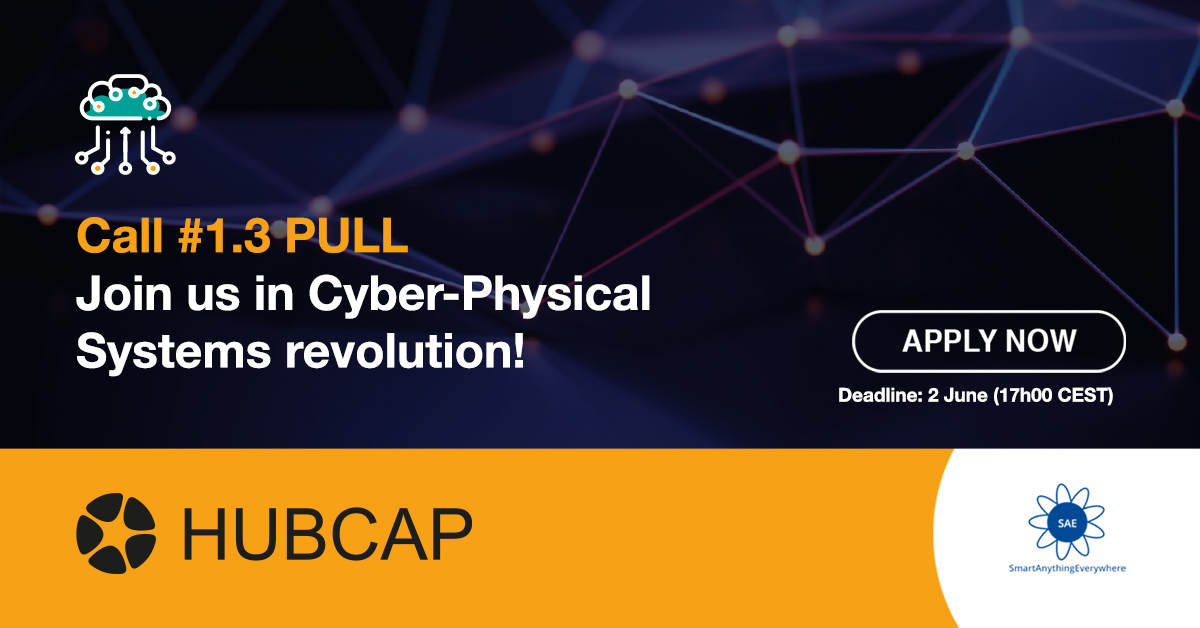 Call #1.3 PULL
Join us in Cyber-Physical
Systems revolution!
APPLY NOW
Deadline: 2 June (17h00 CEST)
HUBCAP
SAE
SmartAnythingEverywhere